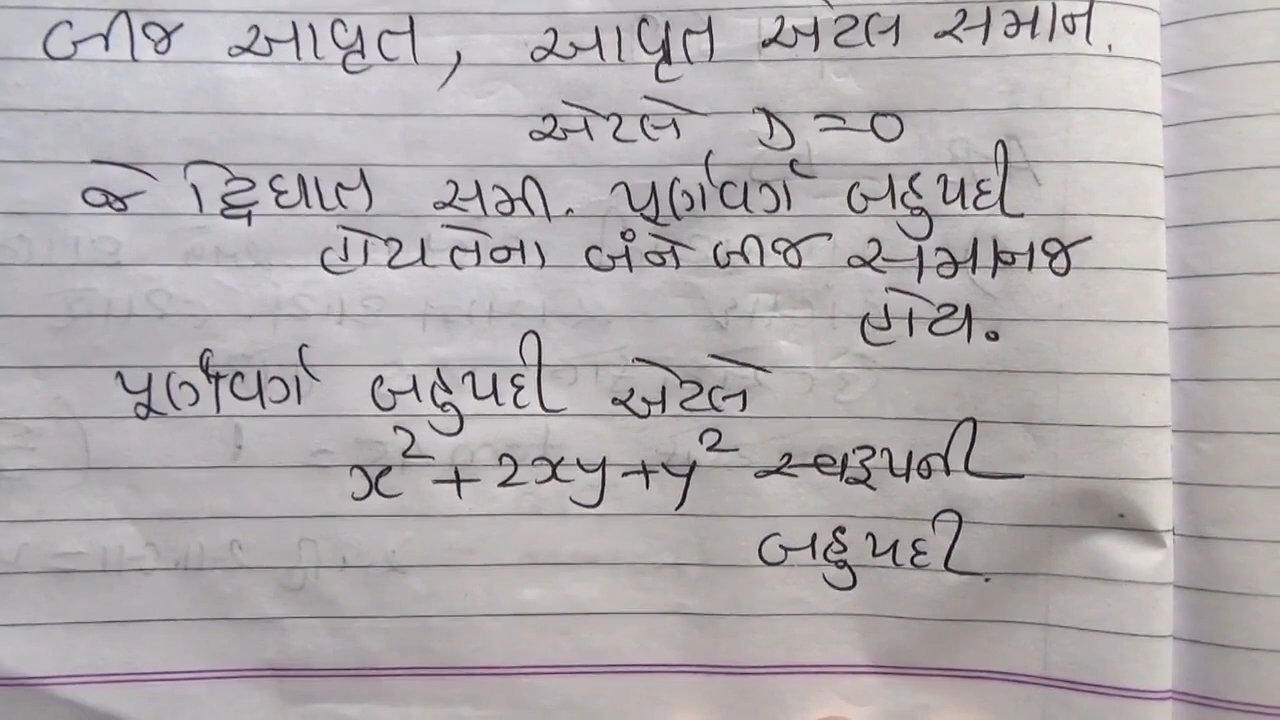 બીજ આવૃત, આવૃત એટલ સમાન.
એટલે D = 0
જે દ્વિઘાત સમી. પૂર્ણવર્ગ બહુપદી
હોય તેના બંને બીજ સમાનજ
હોય.
પૂર્ણવર્ગ બહુપદી એટલે
x² + 2xy + y² સ્વરૂપની
બહુપદી.